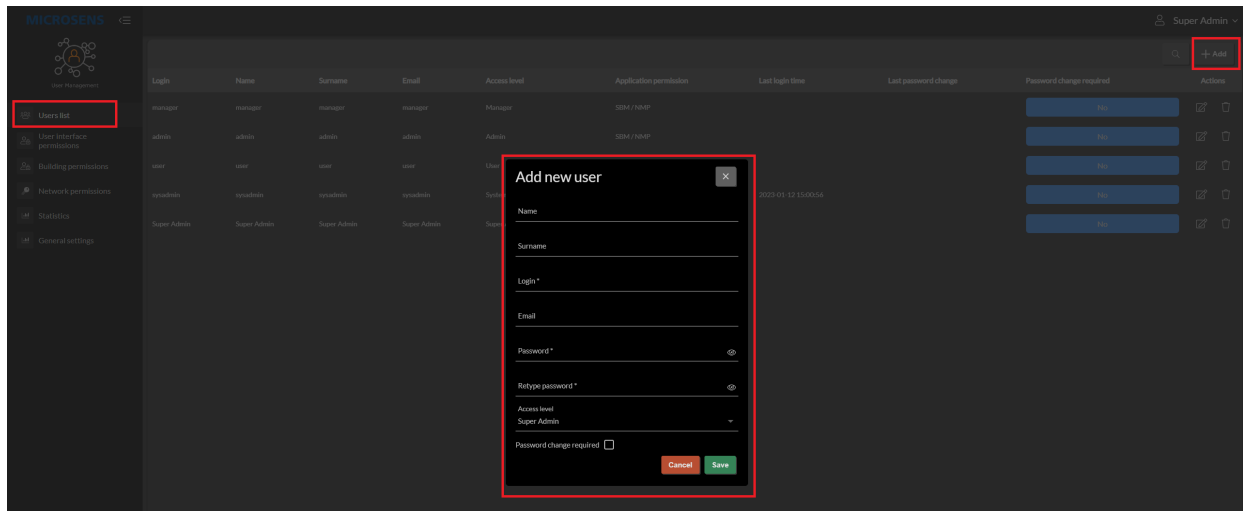 MICROSENS
Super Admin
User Management
+ Add
Login Name Surname Email Access level Application permission Last login time Last password change Password change required Actions
Users list
User interface
permissions
Building permissions
Network permissions
Statistics
General settings
manager manager manager manager Manager SBM / NMP No
admin admin admin admin Admin SBM / NMP No
user user user user User No
sysadmin sysadmin sysadmin sysadmin System 2023-01-12 15:00:56 No
Super Admin Super Admin Super Admin Super Admin Super No
Add new user
Name
Surname
Login *
Email
Password *
Retype password *
Access level
Super Admin
Password change required
Cancel Save